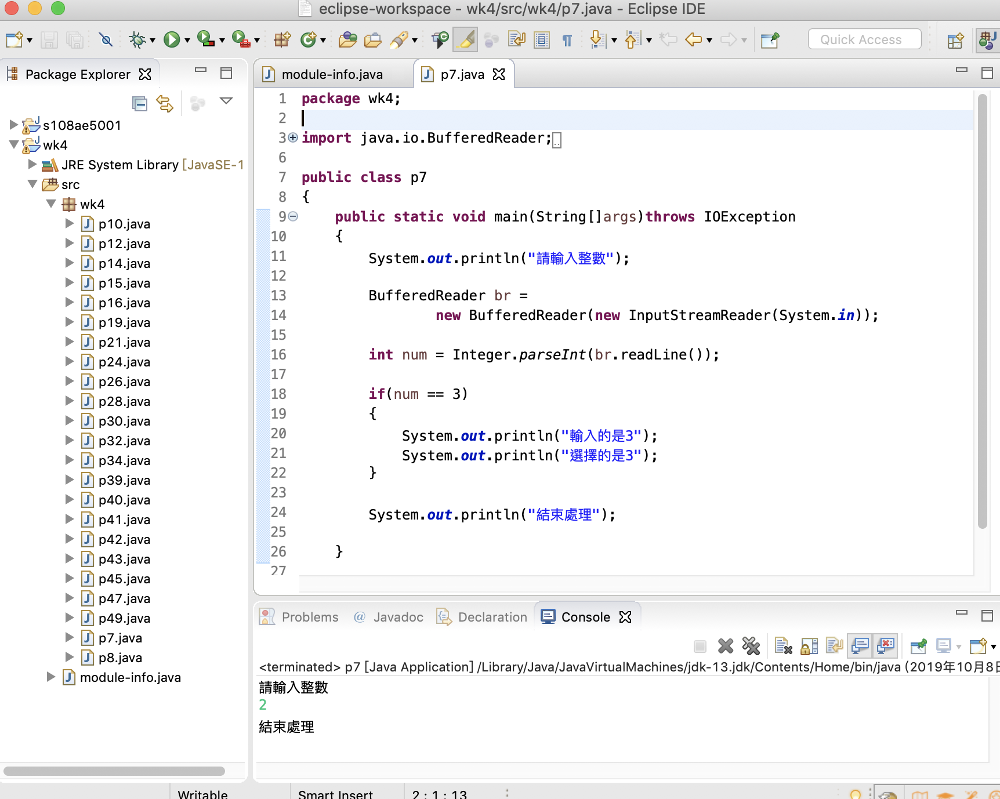 eclipse-workspace - wk4/src/wk4/p7.java - Eclipse IDE
Quick Access
Package Explorer
s108ae5001
wk4
JRE System Library [JavaSE-1
src
wk4
p10.java
p12.java
p14.java
p15.java
p16.java
p19.java
p21.java
p24.java
p26.java
p28.java
p30.java
p32.java
p34.java
p39.java
p40.java
p41.java
p42.java
p43.java
p45.java
p47.java
p49.java
p7.java
p8.java
module-info.java
module-info.java p7.java
1 package wk4;
2
3 import java.io.BufferedReader;
6
7 public class p7
8 {
9 public static void main(String[]args)throws IOException
10 {
11 System.out.println("請輸入整數");
12
13 BufferedReader br =
14 new BufferedReader(new InputStreamReader(System.in));
15
16 int num = Integer.parseInt(br.readLine());
17
18 if(num == 3)
19 {
20 System.out.println("輸入的是3");
21 System.out.println("選擇的是3");
22 }
23
24 System.out.println("結束處理");
25
26 }
27
Problems @ Javadoc Declaration Console
<terminated> p7 [Java Application] /Library/Java/JavaVirtualMachines/jdk-13.jdk/Contents/Home/bin/java (2019年10月8日
請輸入整數
2
結束處理
Writable Smart Insert 2 : 1 : 13